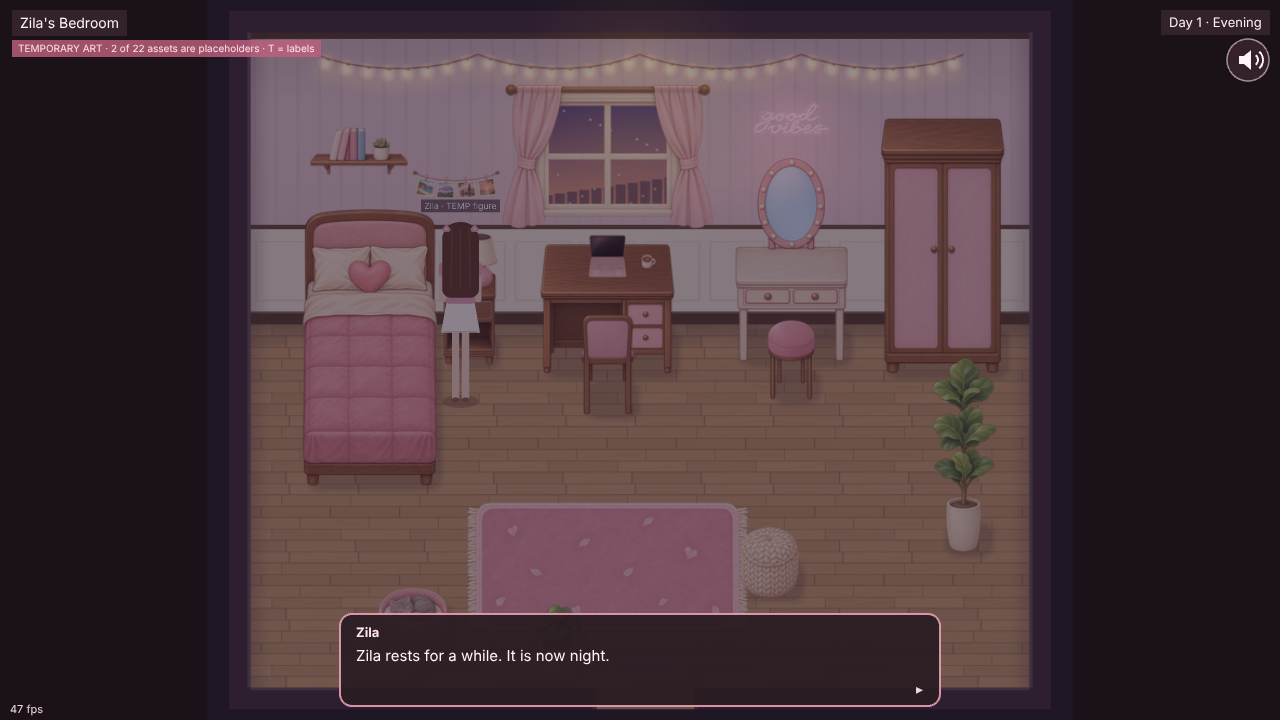 Zila's Bedroom
Day 1 · Evening
TEMPORARY ART · 2 of 22 assets are placeholders · T = labels
good
vibes
Zila · TEMP figure
Zila
Zila rests for a while. It is now night.
47 fps